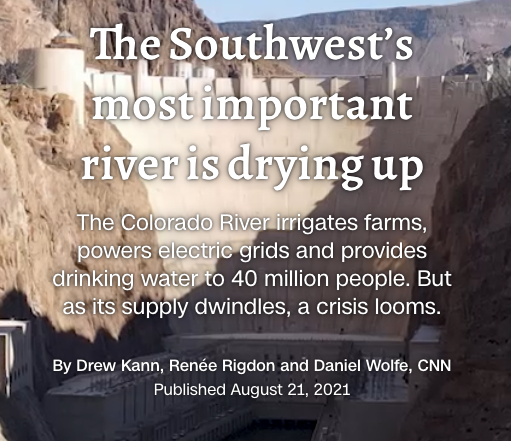 The Southwest’s
most important
river is drying up
The Colorado River irrigates farms,
powers electric grids and provides
drinking water to 40 million people. But
as its supply dwindles, a crisis looms.
By Drew Kann, Renée Rigdon and Daniel Wolfe, CNN
Published August 21, 2021